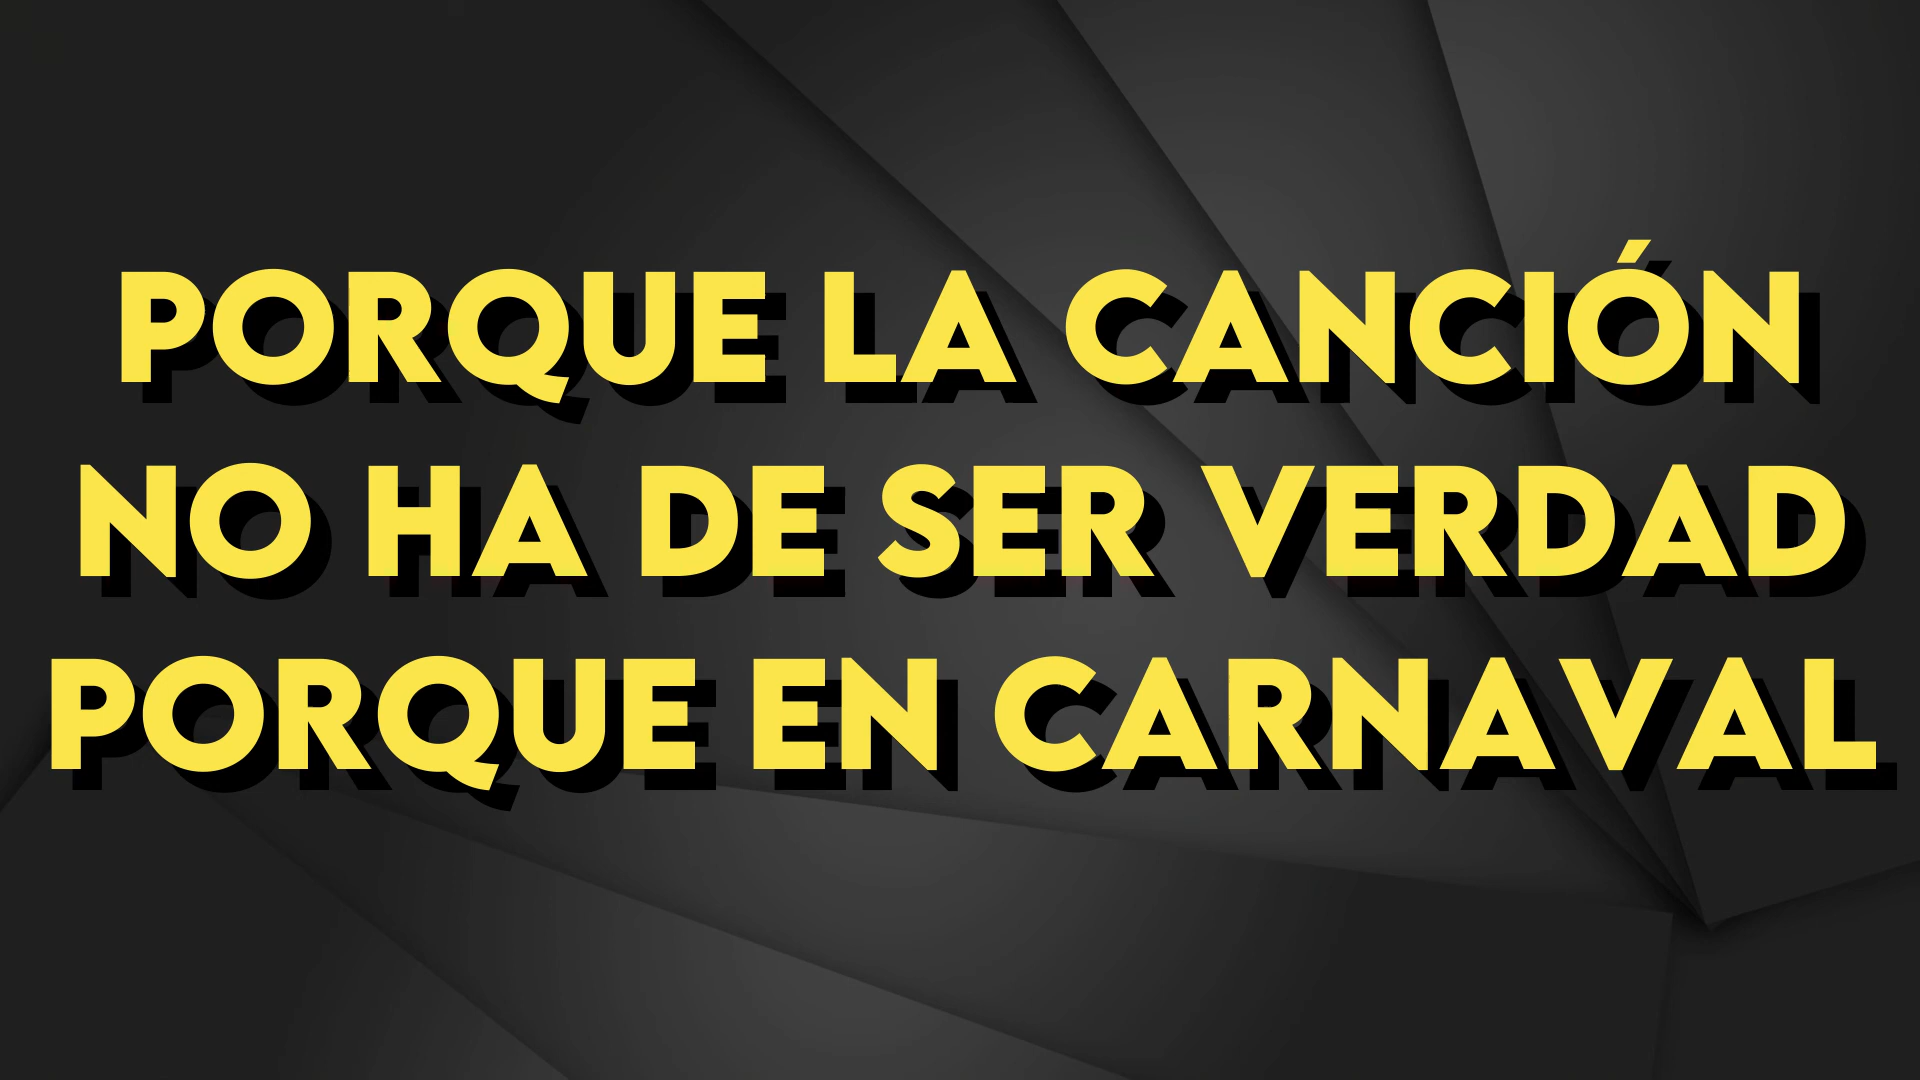 PORQUE LA CANCIÓN
NO HA DE SER VERDAD
PORQUE EN CARNAVAL